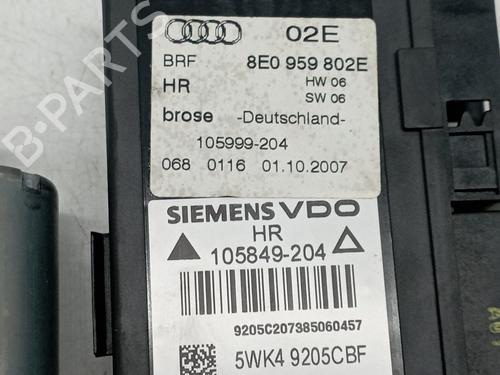 02E
BRF 8E0 959 802E
HR HW 06
SW 06
brose -Deutschland-
105999-204
068 0116 01.10.2007
SIEMENS VDO
HR
105849-204
9205C207385060457
5WK4 9205CBF